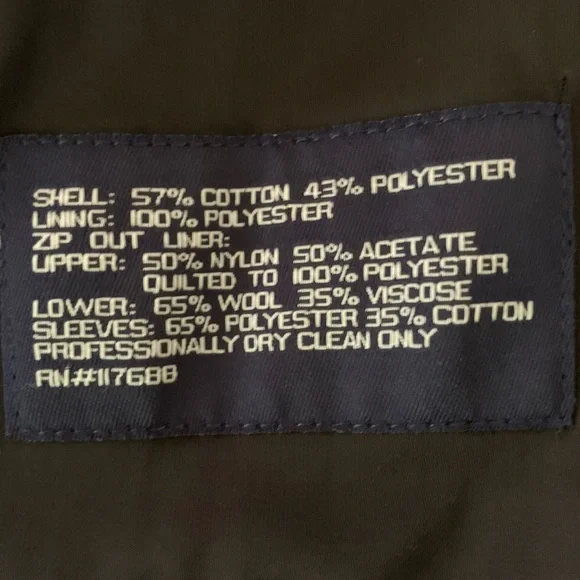 SHELL: 57% COTTON 43% POLYESTER
LINING: 100% POLYESTER
ZIP OUT LINER:
UPPER: 50% NYLON 50% ACETATE
QUILTED TO 100% POLYESTER
LOWER: 65% WOOL 35% VISCOSE
SLEEVES: 65% POLYESTER 35% COTTON
PROFESSIONALLY DRY CLEAN ONLY
RN#117688